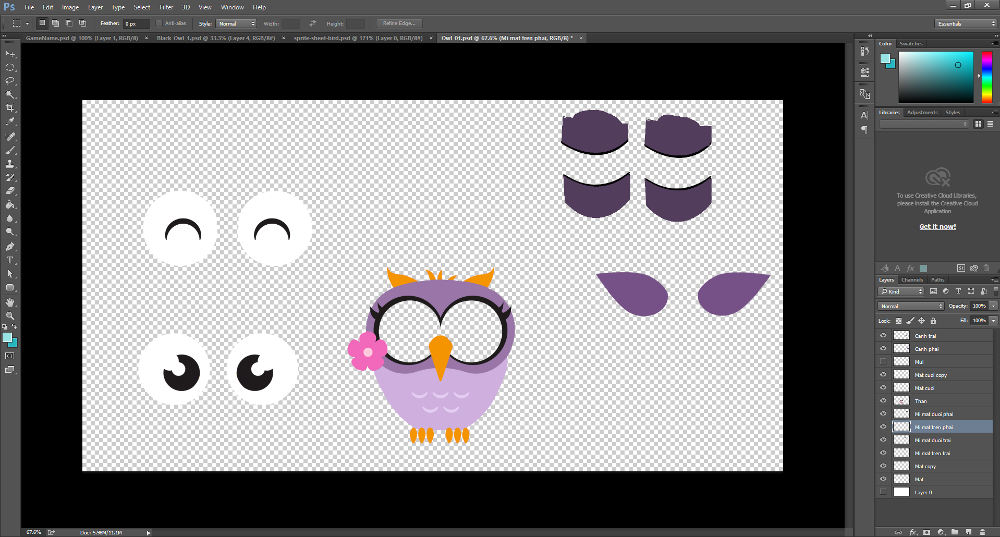 Ps File Edit Image Layer Type Select Filter 3D View Window Help
Feather: 0 px Anti-alias Style: Normal Width: Height: Refine Edge... Essentials
GameName.psd @ 100% (Layer 1, RGB/8) × Black_Owl_1.psd @ 33.3% (Layer 4, RGB/8#) × sprite-sheet-bird.psd @ 171% (Layer 0, RGB/8#) × Owl_01.psd @ 67.6% (Mi mat tren phai, RGB/8) * ×
Color Swatches
Libraries Adjustments Styles
To use Creative Cloud Libraries,
please install the Creative Cloud
Application
Get it now!
St
Layers Channels Paths
Kind
Normal Opacity: 100%
Lock: Fill: 100%
Canh trai
Canh phai
Mui
Mat cuoi copy
Mat cuoi
Than
Mi mat duoi phai
Mi mat tren phai
Mi mat duoi trai
Mi mat tren trai
Mat copy
Mat
Layer 0
67.6% Doc: 5.98M/11.1M